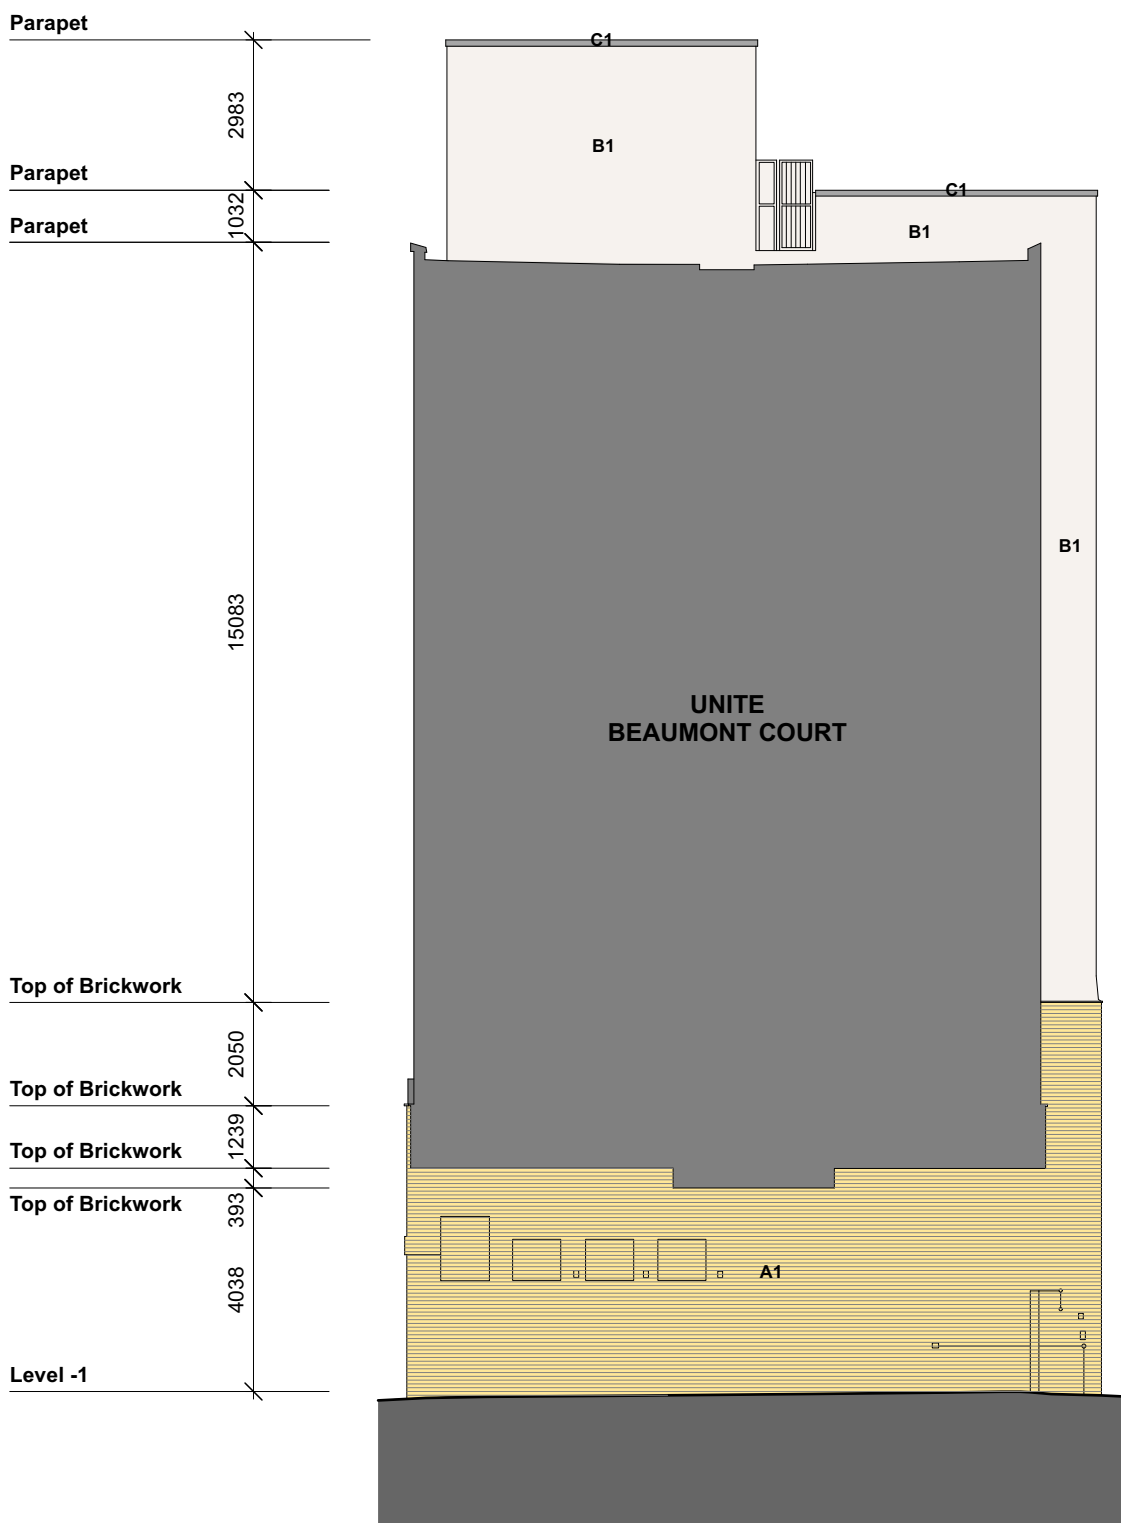 Parapet
C1
2983
B1
Parapet
C1
1032
Parapet
B1
B1
15083
UNITE
BEAUMONT COURT
Top of Brickwork
2050
Top of Brickwork
1239
Top of Brickwork
Top of Brickwork
393
A1
4038
Level -1